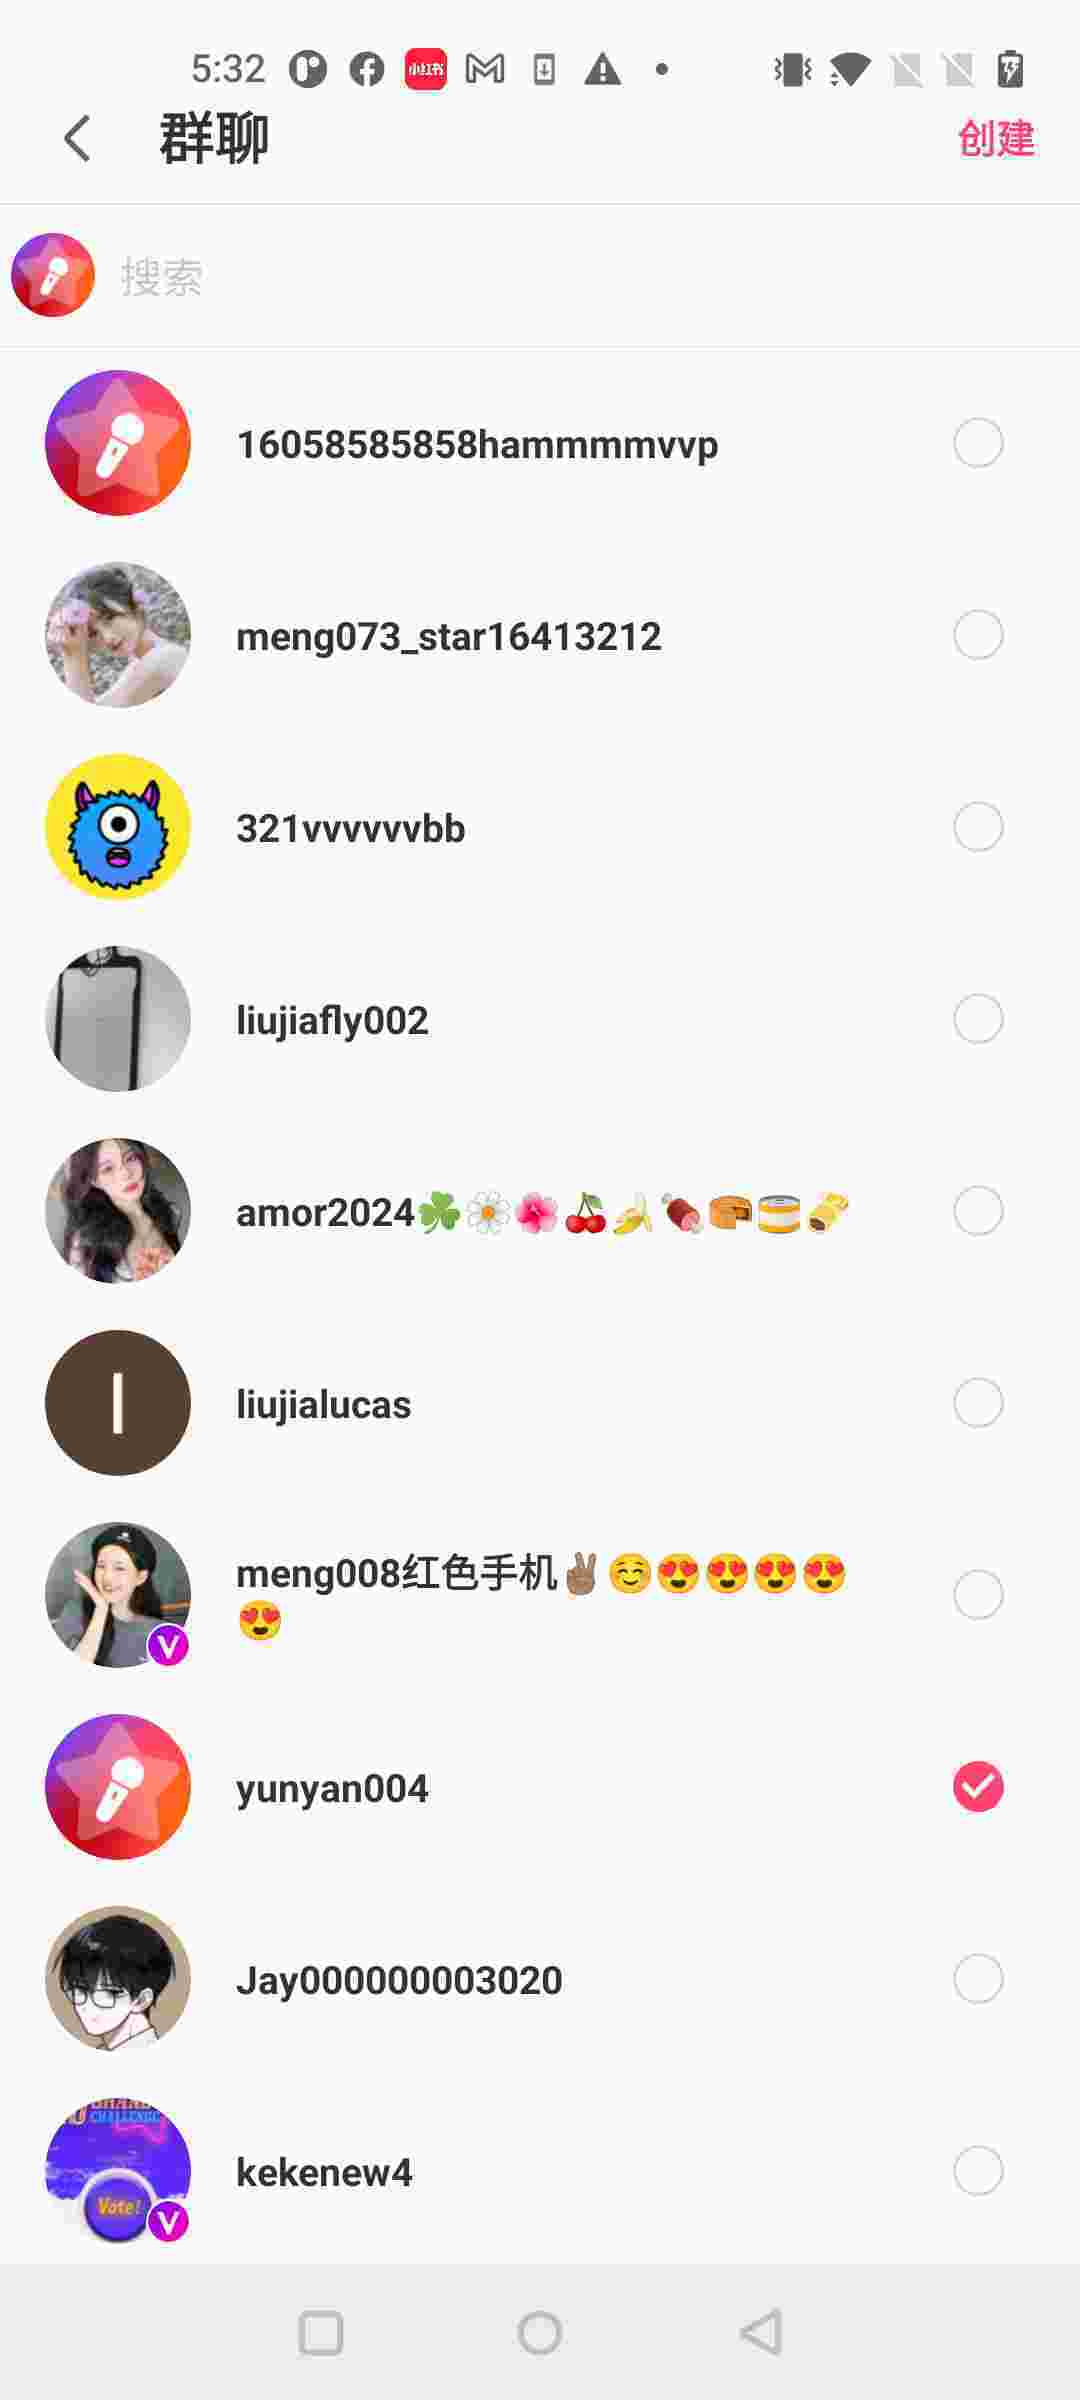 5:32
小红书
群聊
创建
搜索
16058585858hammmmvvp
meng073_star16413212
321vvvvvvbb
liujiafly002
amor2024☘️🌼🌺🍒🍌🍖🥮🥫🫔
l
liujialucas
meng008红色手机✌🏽☺️😍😍😍😍
😍
V
yunyan004
Jay000000003020
Vote!
V
kekenew4